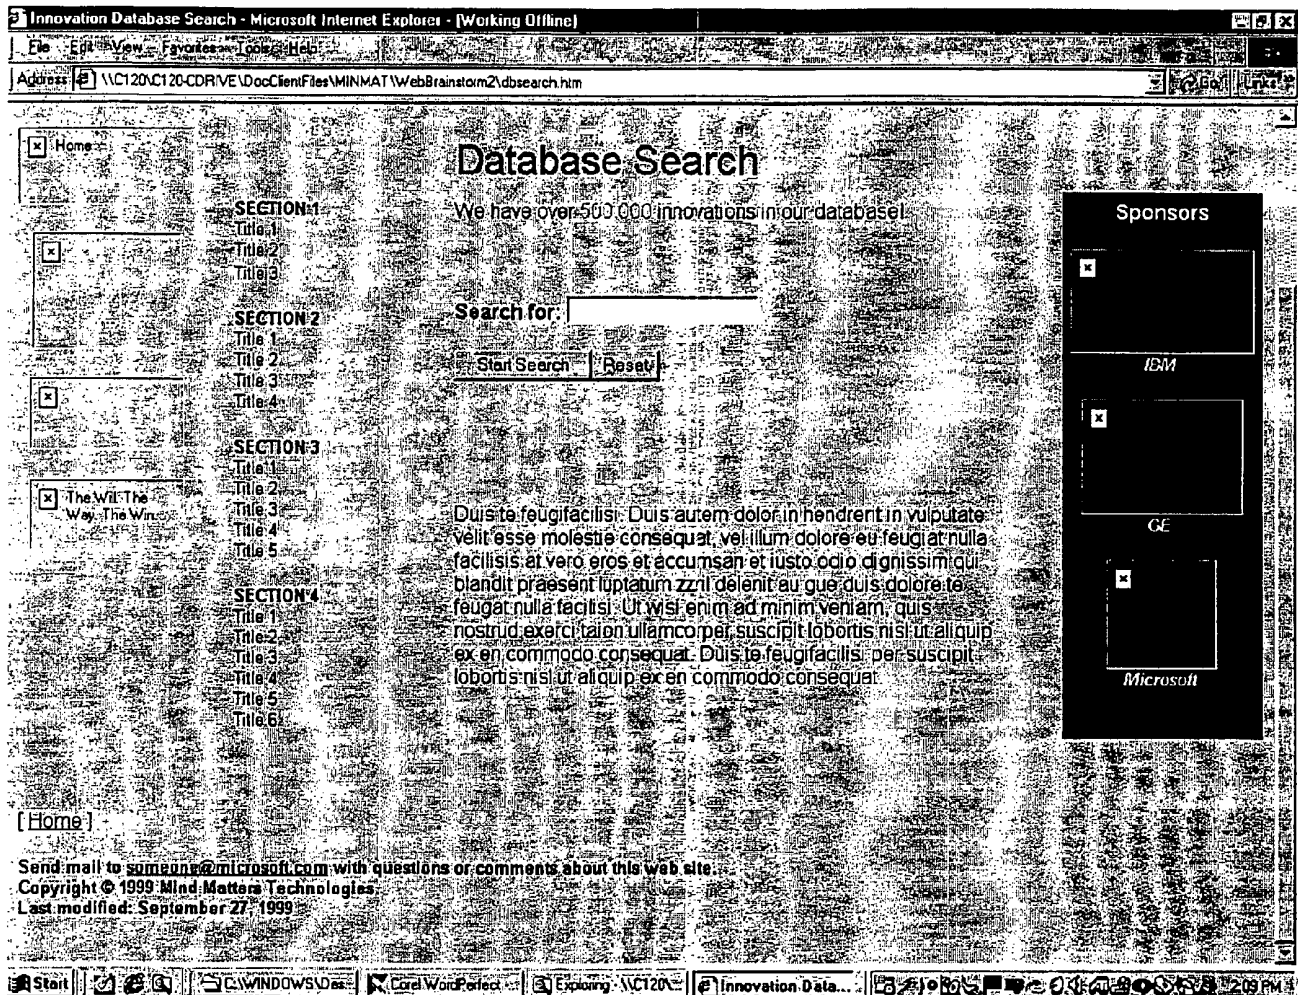 Innovation Database Search - Microsoft Internet Explorer - [Working Offline]
File Edit View Favorites Tools Help
Address \\C120\C120-CDRIVE\DocClientFiles\MINMAT\WebBrainstorm2\dbsearch.htm Go Links
Home
Database Search
We have over 500,000 innovations in our database!
Search for:
Start Search Reset
SECTION 1
Title 1
Title 2
Title 3
SECTION 2
Title 1
Title 2
Title 3
Title 4
SECTION 3
Title 1
Title 2
Title 3
Title 4
Title 5
SECTION 4
Title 1
Title 2
Title 3
Title 4
Title 5
Title 6
The Will. The
Way. The Win.
Duis te feugifacilisi. Duis autem dolor in hendrerit in vulputate
velit esse molestie consequat, vel illum dolore eu feugiat nulla
facilisis at vero eros et accumsan et iusto odio dignissim qui
blandit praesent luptatum zzril delenit au gue duis dolore te
feugat nulla facilisi. Ut wisi enim ad minim veniam, quis
nostrud exerci taion ullamcorper suscipit lobortis nisl ut aliquip
ex en commodo consequat. Duis te feugifacilisi per suscipit
lobortis nisl ut aliquip ex en commodo consequat.
Sponsors
IBM
GE
Microsoft
[ Home ]
Send mail to someone@microsoft.com with questions or comments about this web site.
Copyright © 1999 Mind Matters Technologies
Last modified: September 27, 1999
Start C:\WINDOWS\Des... Corel WordPerfect - Exploring - \\C120\C... Innovation Data... 2:09 PM